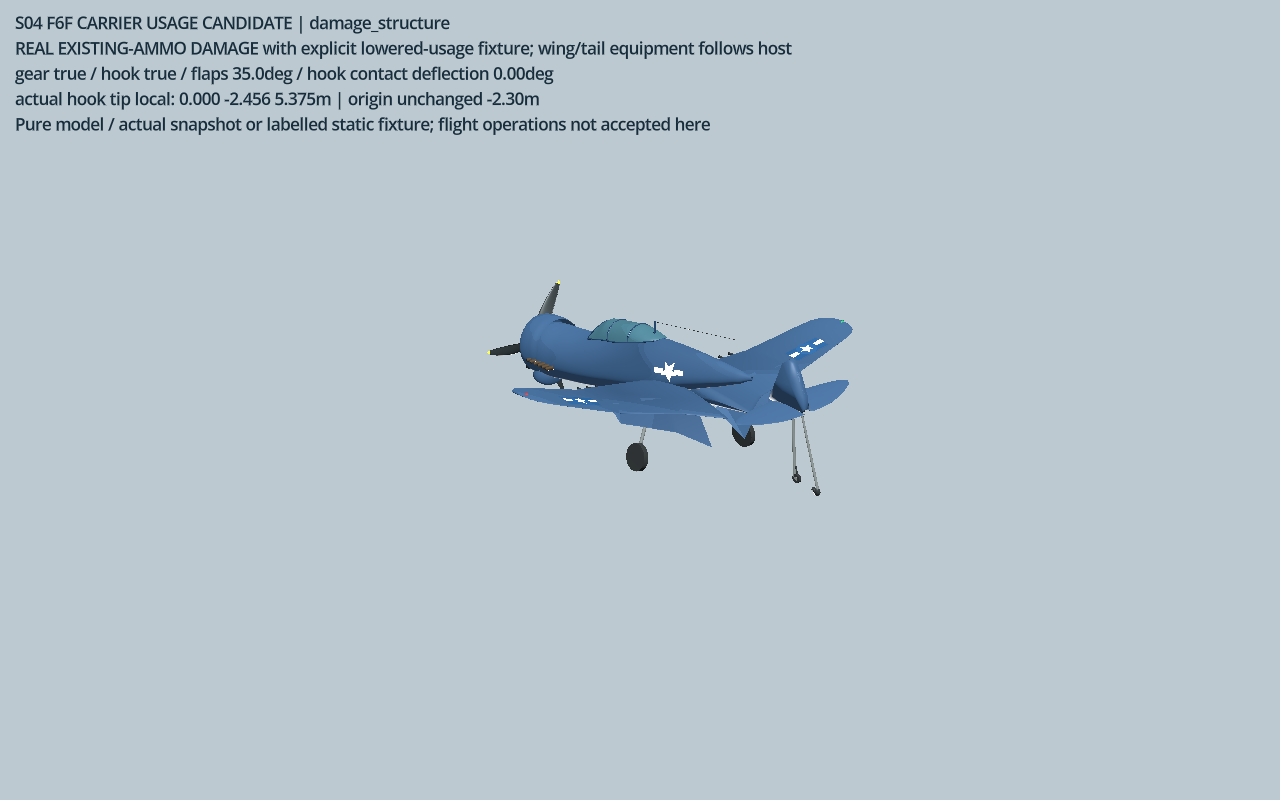 S04 F6F CARRIER USAGE CANDIDATE | damage_structure
REAL EXISTING-AMMO DAMAGE with explicit lowered-usage fixture; wing/tail equipment follows host
gear true / hook true / flaps 35.0deg / hook contact deflection 0.00deg
actual hook tip local: 0.000 -2.456 5.375m | origin unchanged -2.30m
Pure model / actual snapshot or labelled static fixture; flight operations not accepted here